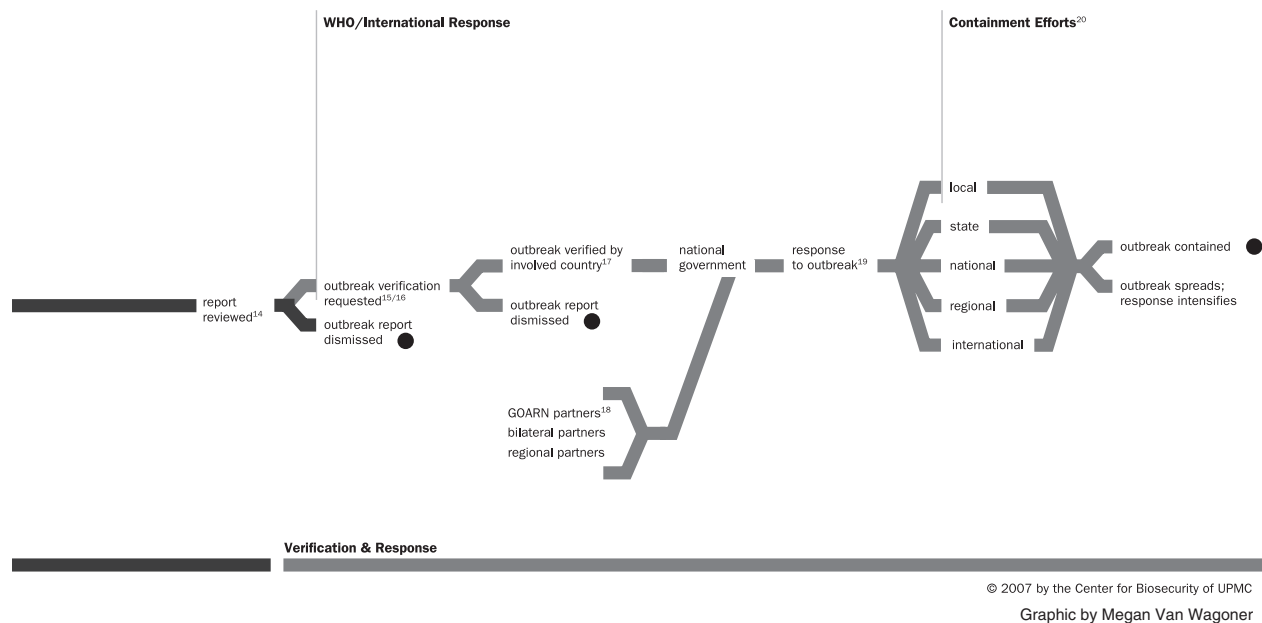 WHO/International Response
Containment Efforts20
local
state
national
regional
international
outbreak contained
outbreak spreads;
response intensifies
report
reviewed14
outbreak verification
requested15/16
outbreak report
dismissed
outbreak verified by
involved country17
outbreak report
dismissed
national
government
response
to outbreak19
GOARN partners18
bilateral partners
regional partners
Verification & Response
© 2007 by the Center for Biosecurity of UPMC
Graphic by Megan Van Wagoner